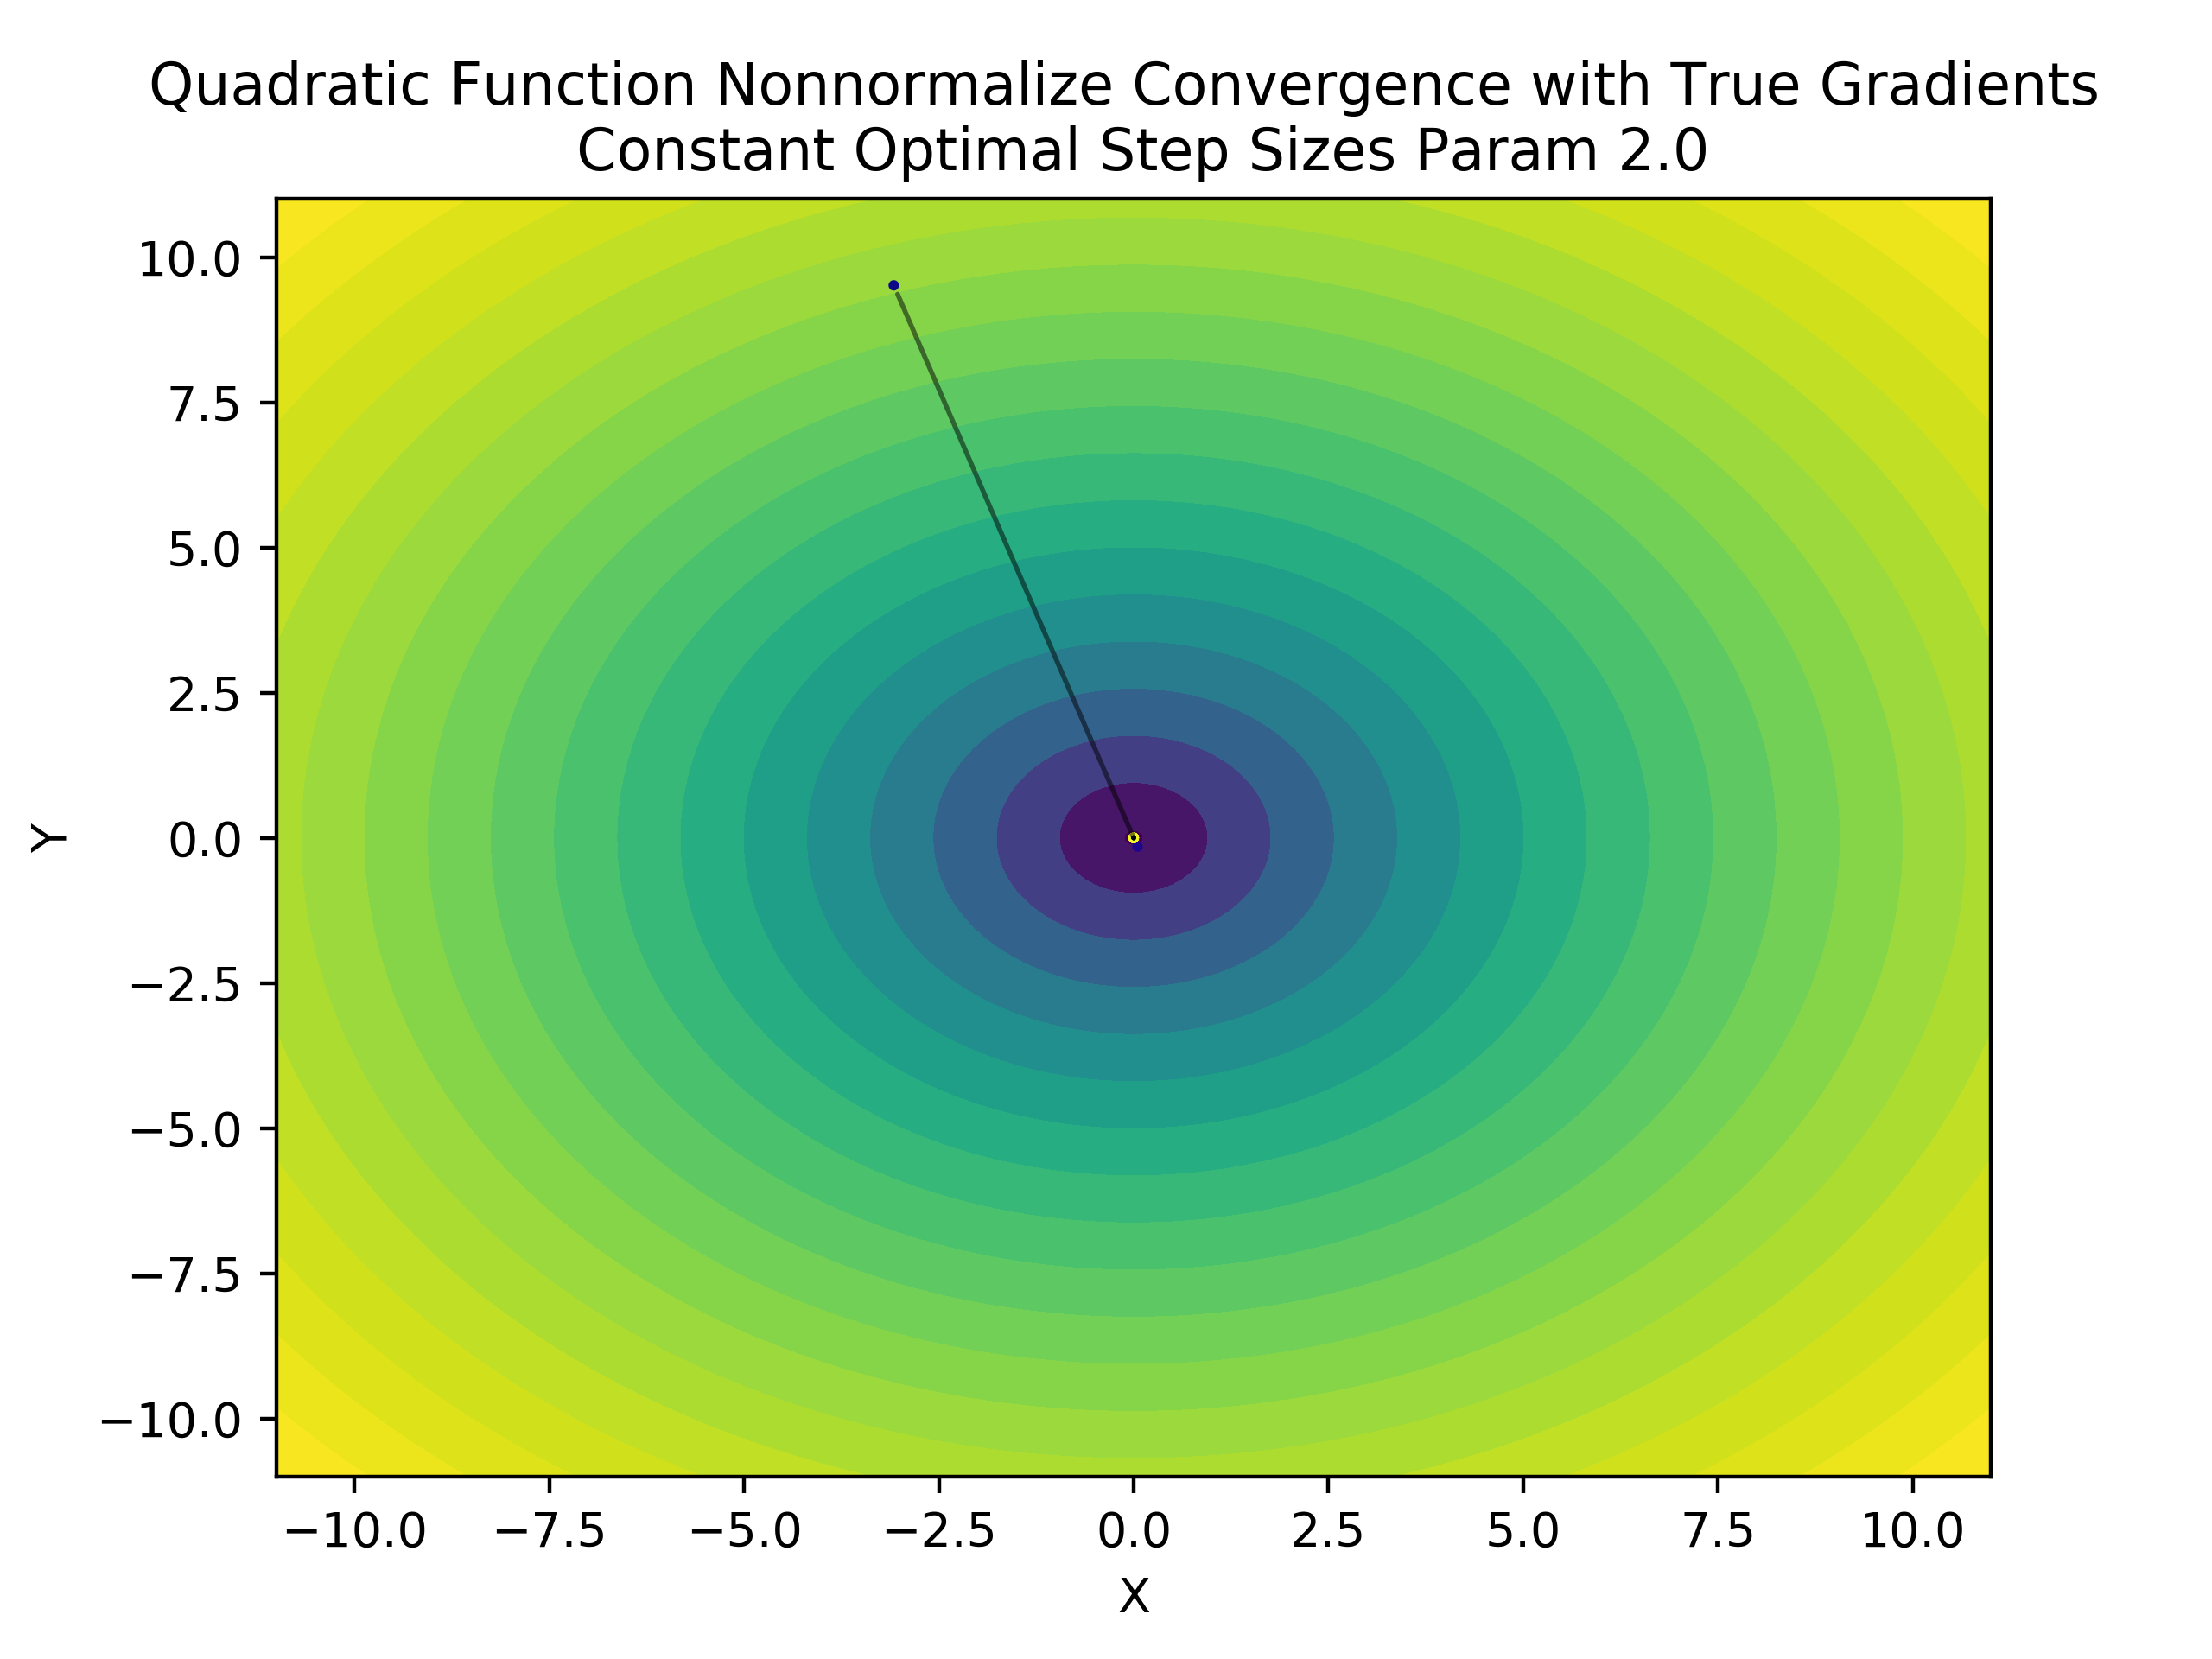 Quadratic Function Nonnormalize Convergence with True Gradients
Constant Optimal Step Sizes Param 2.0
10.0
7.5
5.0
2.5
0.0
−2.5
−5.0
−7.5
−10.0
Y
−10.0 −7.5 −5.0 −2.5 0.0 2.5 5.0 7.5 10.0
X